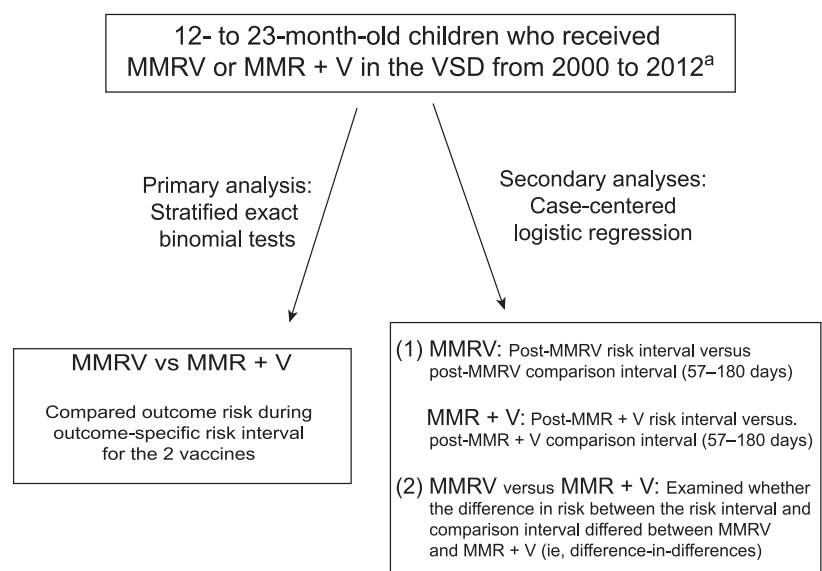 12- to 23-month-old children who received
MMRV or MMR + V in the VSD from 2000 to 2012ª
Primary analysis:
Stratified exact
binomial tests
Secondary analyses:
Case-centered
logistic regression
MMRV vs MMR + V
Compared outcome risk during
outcome-specific risk interval
for the 2 vaccines
(1) MMRV: Post-MMRV risk interval versus
post-MMRV comparison interval (57–180 days)
MMR + V: Post-MMR + V risk interval versus.
post-MMR + V comparison interval (57–180 days)
(2) MMRV versus MMR + V: Examined whether
the difference in risk between the risk interval and
comparison interval differed between MMRV
and MMR + V (ie, difference-in-differences)